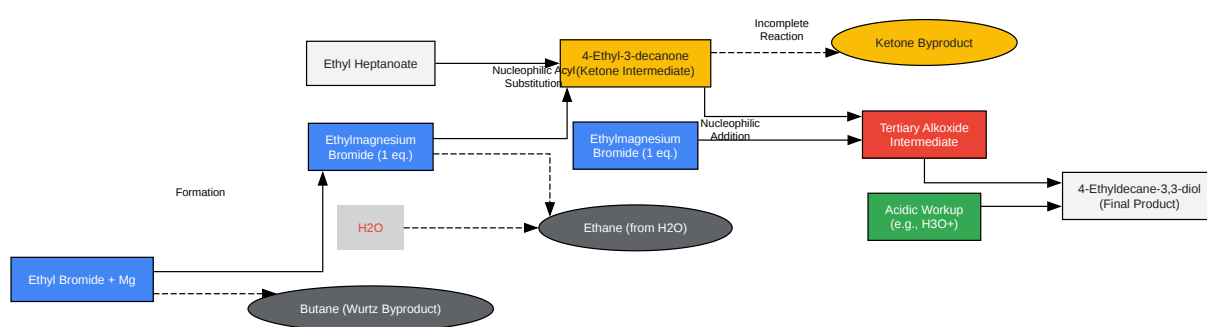 Incomplete
Reaction
Ketone Byproduct
4-Ethyl-3-decanone
(Ketone Intermediate)
Ethyl Heptanoate
Nucleophilic Acyl
Substitution
Ethylmagnesium
Bromide (1 eq.)
Ethylmagnesium
Bromide (1 eq.)
Nucleophilic
Addition
Tertiary Alkoxide
Intermediate
Formation
4-Ethyldecane-3,3-diol
(Final Product)
Acidic Workup
(e.g., H3O+)
H2O
Ethane (from H2O)
Ethyl Bromide + Mg
Butane (Wurtz Byproduct)